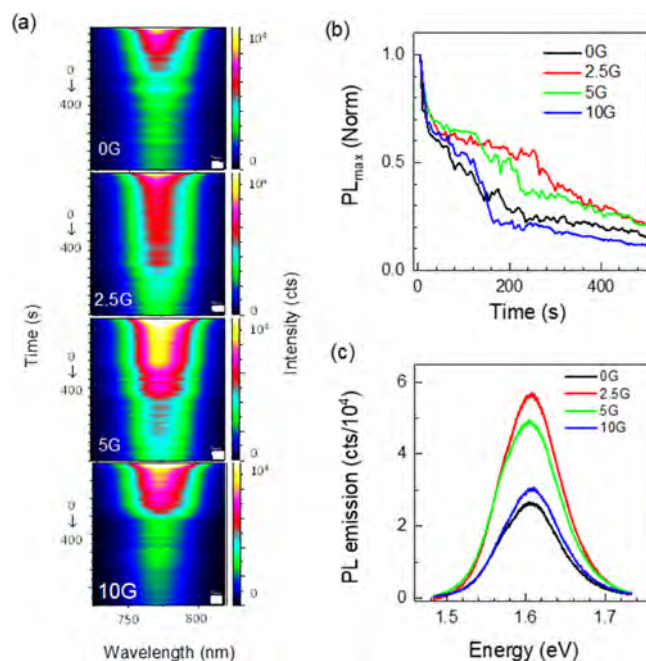 (a)
10⁴
0
↓
400
0G
0
10⁴
0
↓
400
2.5G
0
Time (s)
Intensity (cts)
10⁴
0
↓
400
5G
0
10⁴
0
↓
400
10G
0
750
800
Wavelength (nm)
(b)
0G
2.5G
5G
10G
1.0
0.5
0.0
PLmax (Norm)
0
200
400
Time (s)
(c)
0G
2.5G
5G
10G
6
4
2
0
PL emission (cts/10⁴)
1.5
1.6
1.7
Energy (eV)